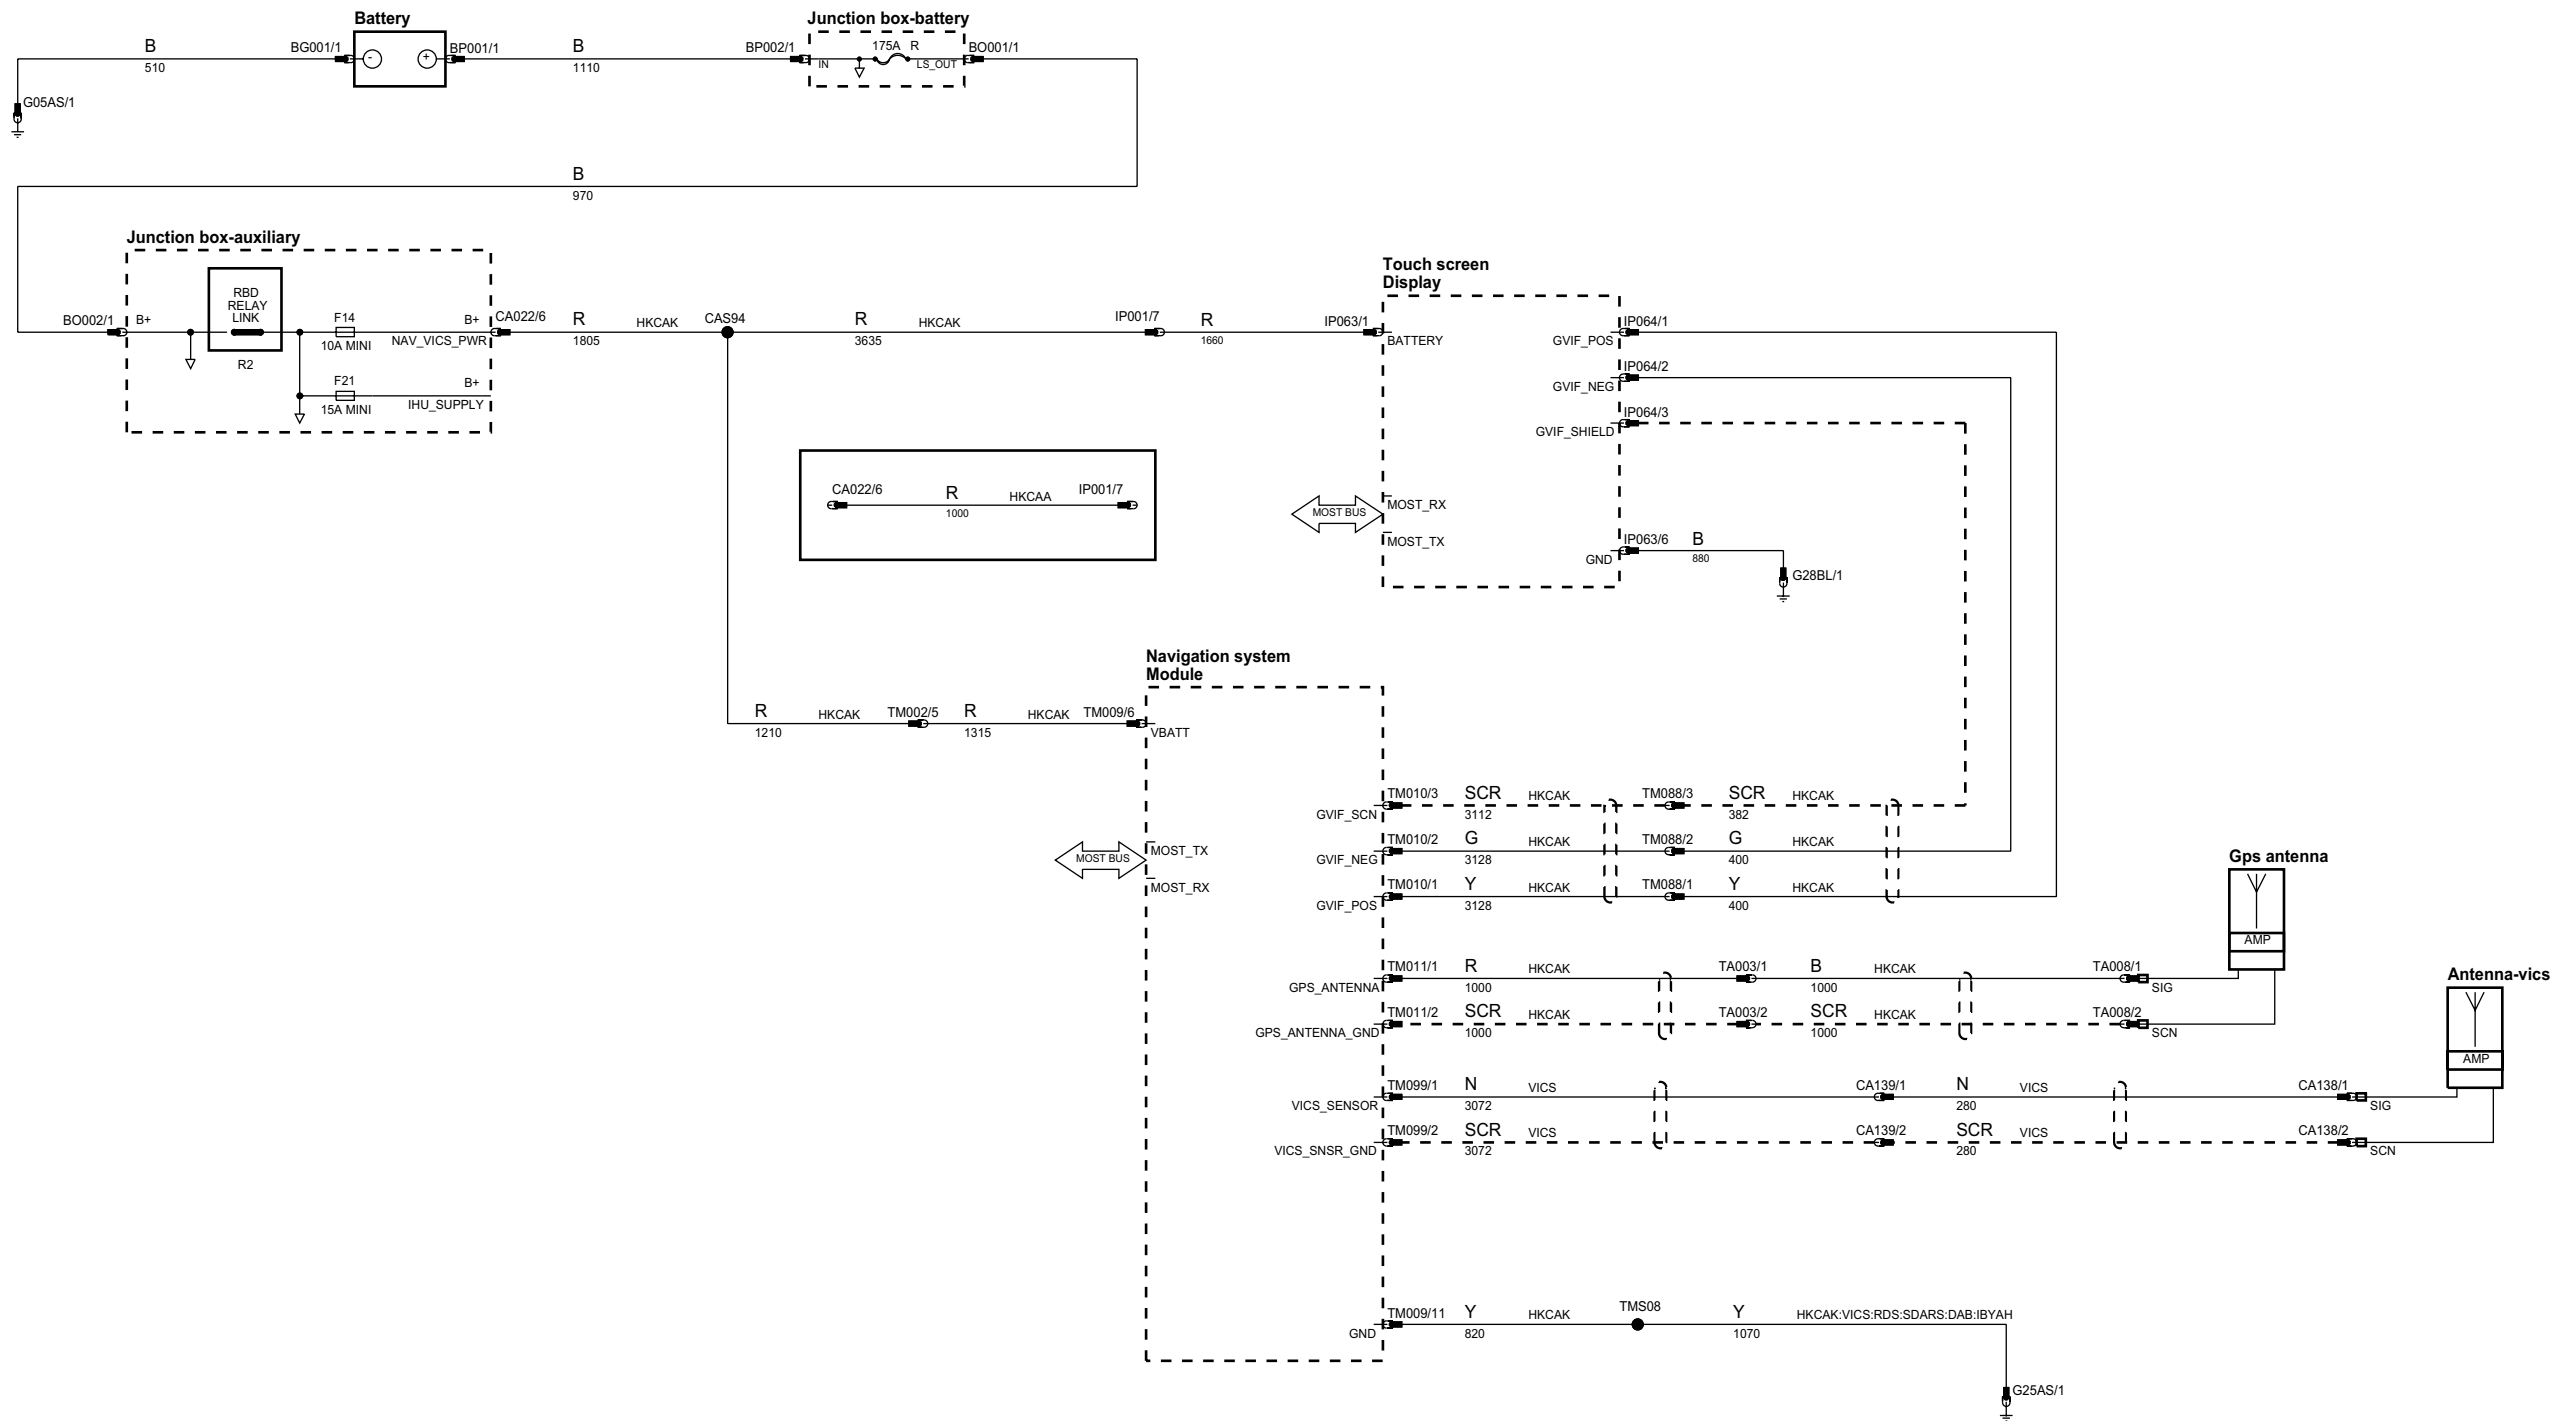 Battery
Junction box-battery
B
510
BG001/1
-
+
BP001/1
B
1110
BP002/1
IN
175A R
LS_OUT
BO001/1
G05AS/1
B
970
Junction box-auxiliary
RBD
RELAY
LINK
R2
BO002/1
B+
F14
10A MINI
B+
NAV_VICS_PWR
F21
15A MINI
B+
IHU_SUPPLY
CA022/6
R
1805
HKCAK
CAS94
R
3635
HKCAK
IP001/7
R
1660
IP063/1
Touch screen
Display
BATTERY
GVIF_POS
IP064/1
GVIF_NEG
IP064/2
GVIF_SHIELD
IP064/3
MOST BUS
MOST_RX
MOST_TX
GND
IP063/6
B
880
G28BL/1
CA022/6
R
1000
HKCAA
IP001/7
Navigation system
Module
R
1210
HKCAK
TM002/5
R
1315
HKCAK
TM009/6
VBATT
MOST BUS
MOST_TX
MOST_RX
GVIF_SCN
TM010/3
SCR
3112
HKCAK
TM088/3
SCR
382
HKCAK
GVIF_NEG
TM010/2
G
3128
HKCAK
TM088/2
G
400
HKCAK
GVIF_POS
TM010/1
Y
3128
HKCAK
TM088/1
Y
400
HKCAK
Gps antenna
AMP
GPS_ANTENNA
TM011/1
R
1000
HKCAK
TA003/1
B
1000
HKCAK
TA008/1
SIG
GPS_ANTENNA_GND
TM011/2
SCR
1000
HKCAK
TA003/2
SCR
1000
HKCAK
TA008/2
SCN
Antenna-vics
AMP
VICS_SENSOR
TM099/1
N
3072
VICS
CA139/1
N
280
VICS
CA138/1
SIG
VICS_SNSR_GND
TM099/2
SCR
3072
VICS
CA139/2
SCR
280
VICS
CA138/2
SCN
GND
TM009/11
Y
820
HKCAK
TMS08
Y
1070
HKCAK:VICS:RDS:SDARS:DAB:IBYAH
G25AS/1